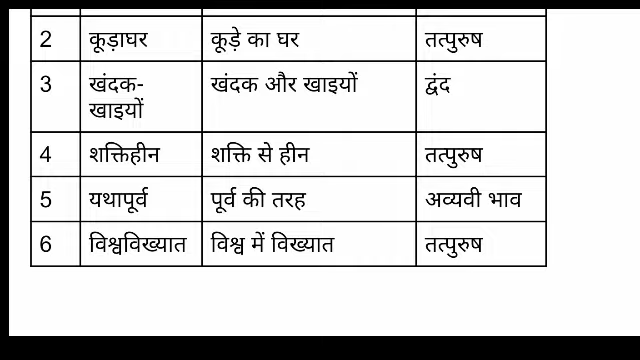 2 कूड़ाघर कूड़े का घर तत्पुरुष
3 खंदक- खंदक और खाइयों द्वंद
खाइयों
4 शक्तिहीन शक्ति से हीन तत्पुरुष
5 यथापूर्व पूर्व की तरह अव्यवी भाव
6 विश्वविख्यात विश्व में विख्यात तत्पुरुष